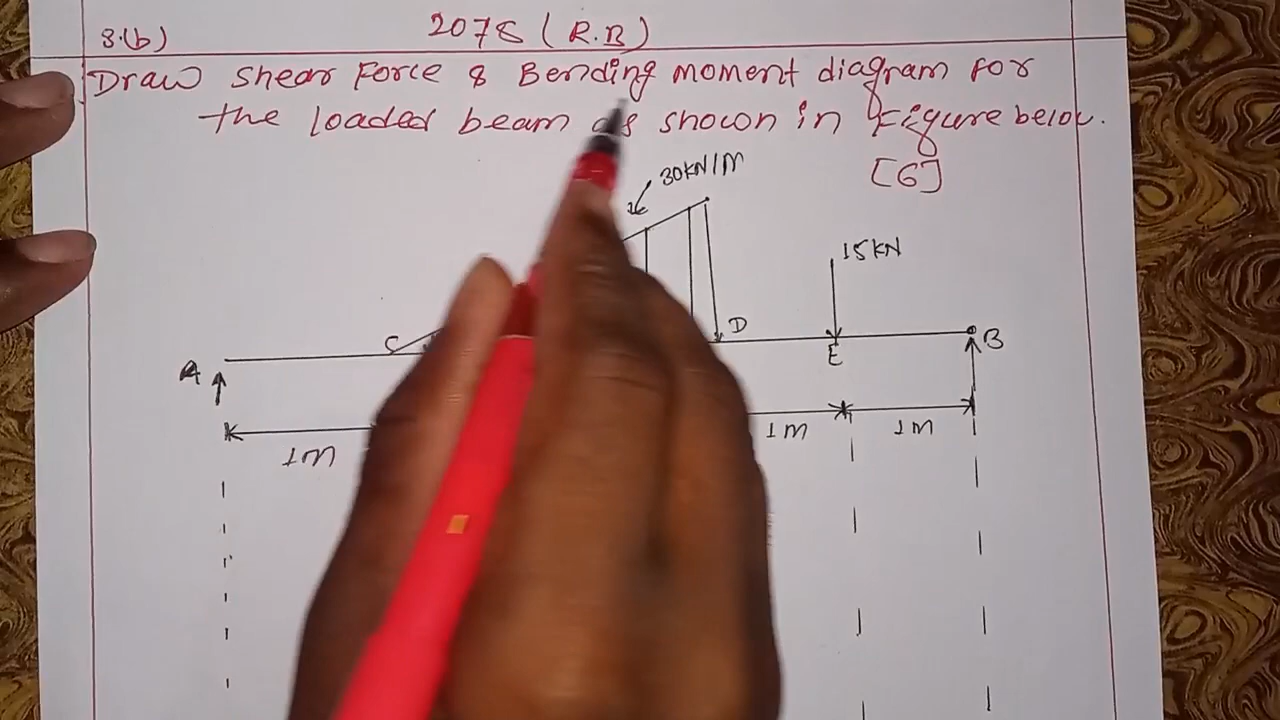 3.(b) 2078 (R.B)
Draw Shear Force & Bending moment diagram for
the loaded beam as shown in Figure below.
[6]
30KN/M
15KN
C D
A E B
1M 1M 1M